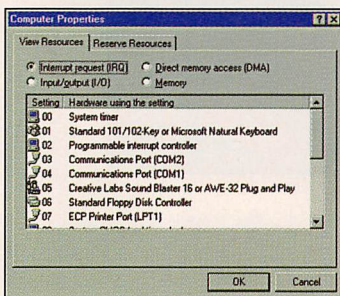 Computer Properties
View Resources Reserve Resources
Interrupt request (IRQ) Direct memory access (DMA)
Input/output (I/O) Memory
Setting Hardware using the setting
00 System timer
01 Standard 101/102-Key or Microsoft Natural Keyboard
02 Programmable interrupt controller
03 Communications Port (COM2)
04 Communications Port (COM1)
05 Creative Labs Sound Blaster 16 or AWE-32 Plug and Play
06 Standard Floppy Disk Controller
07 ECP Printer Port (LPT1)
OK Cancel